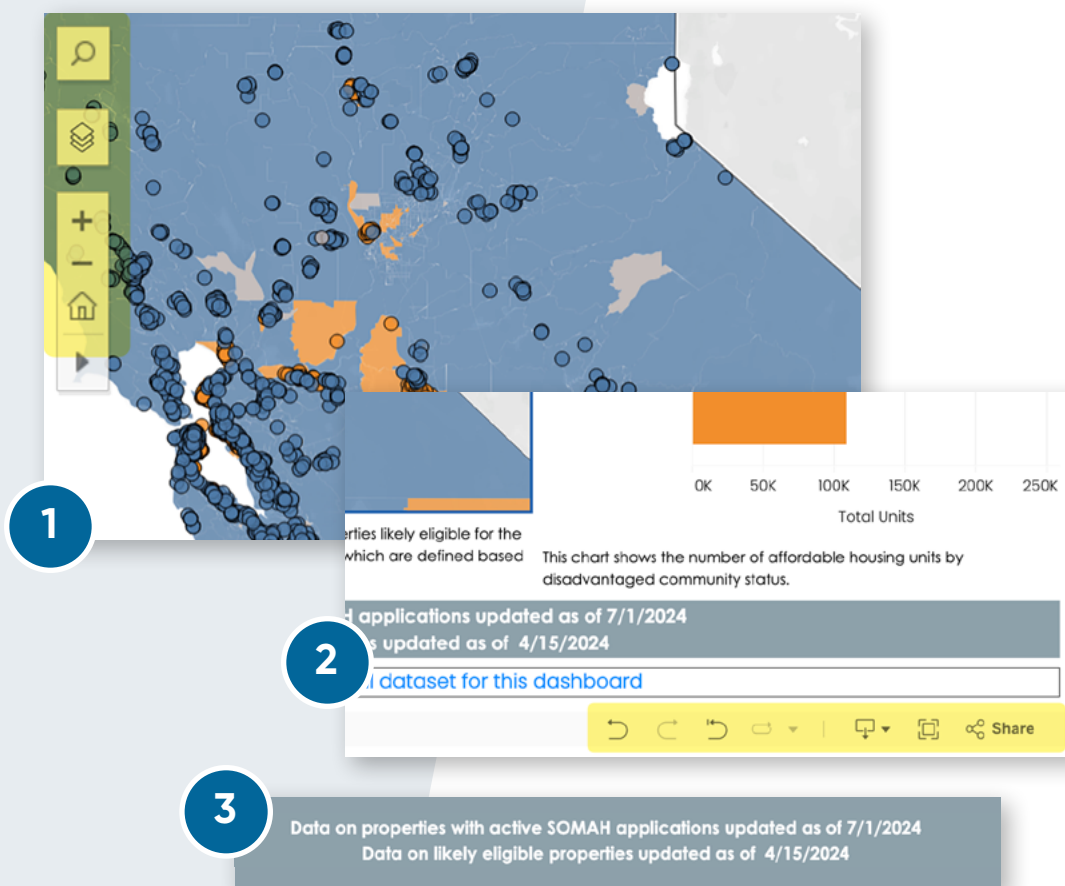 1
0K 50K 100K 150K 200K 250K
Total Units
likely eligible for the
which are defined based
This chart shows the number of affordable housing units by
disadvantaged community status.
applications updated as of 7/1/2024
updated as of 4/15/2024
2
dataset for this dashboard
Share
3
Data on properties with active SOMAH applications updated as of 7/1/2024
Data on likely eligible properties updated as of 4/15/2024